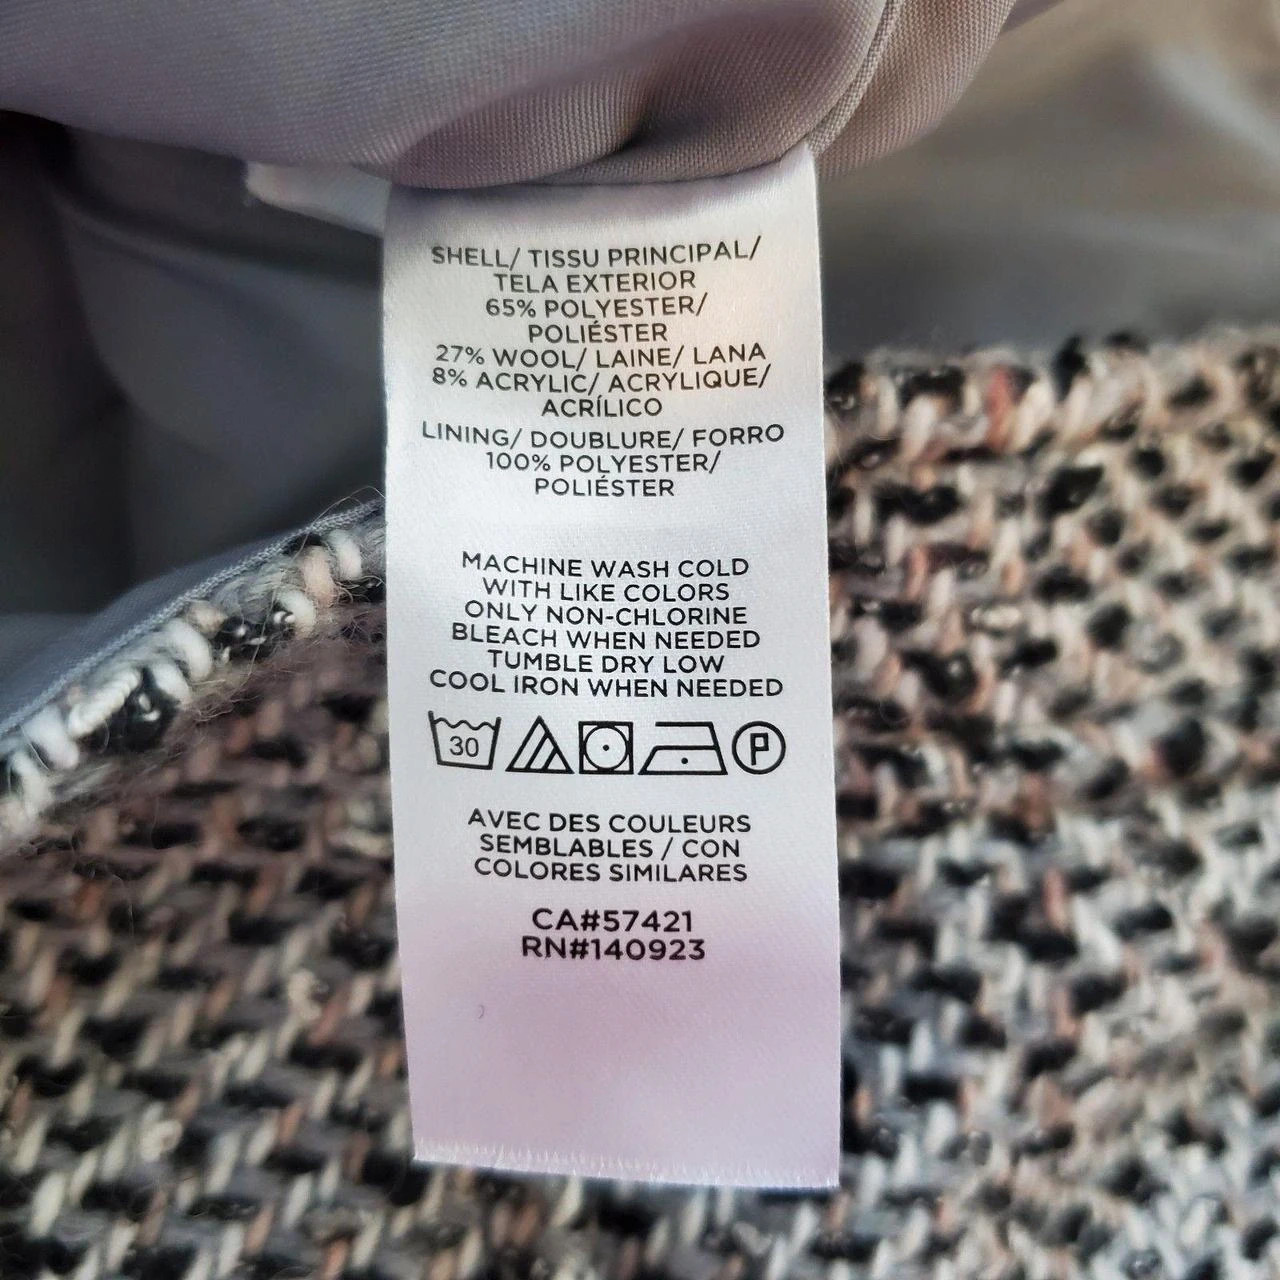 SHELL/ TISSU PRINCIPAL/
TELA EXTERIOR
65% POLYESTER/
POLIÉSTER
27% WOOL/ LAINE/ LANA
8% ACRYLIC/ ACRYLIQUE/
ACRÍLICO
LINING/ DOUBLURE/ FORRO
100% POLYESTER/
POLIÉSTER
MACHINE WASH COLD
WITH LIKE COLORS
ONLY NON-CHLORINE
BLEACH WHEN NEEDED
TUMBLE DRY LOW
COOL IRON WHEN NEEDED
30 P
AVEC DES COULEURS
SEMBLABLES / CON
COLORES SIMILARES
CA#57421
RN#140923